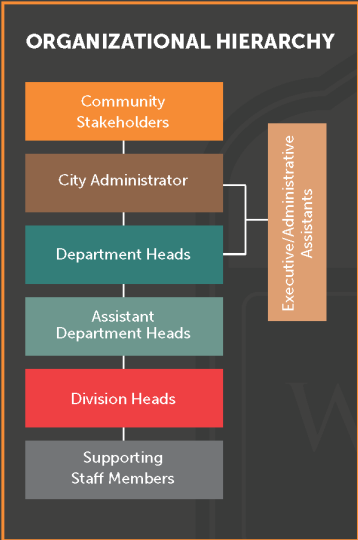 ORGANIZATIONAL HIERARCHY
Community
Stakeholders
City Administrator
Department Heads
Assistant
Department Heads
Division Heads
Supporting
Staff Members
Executive/Administrative
Assistants
W